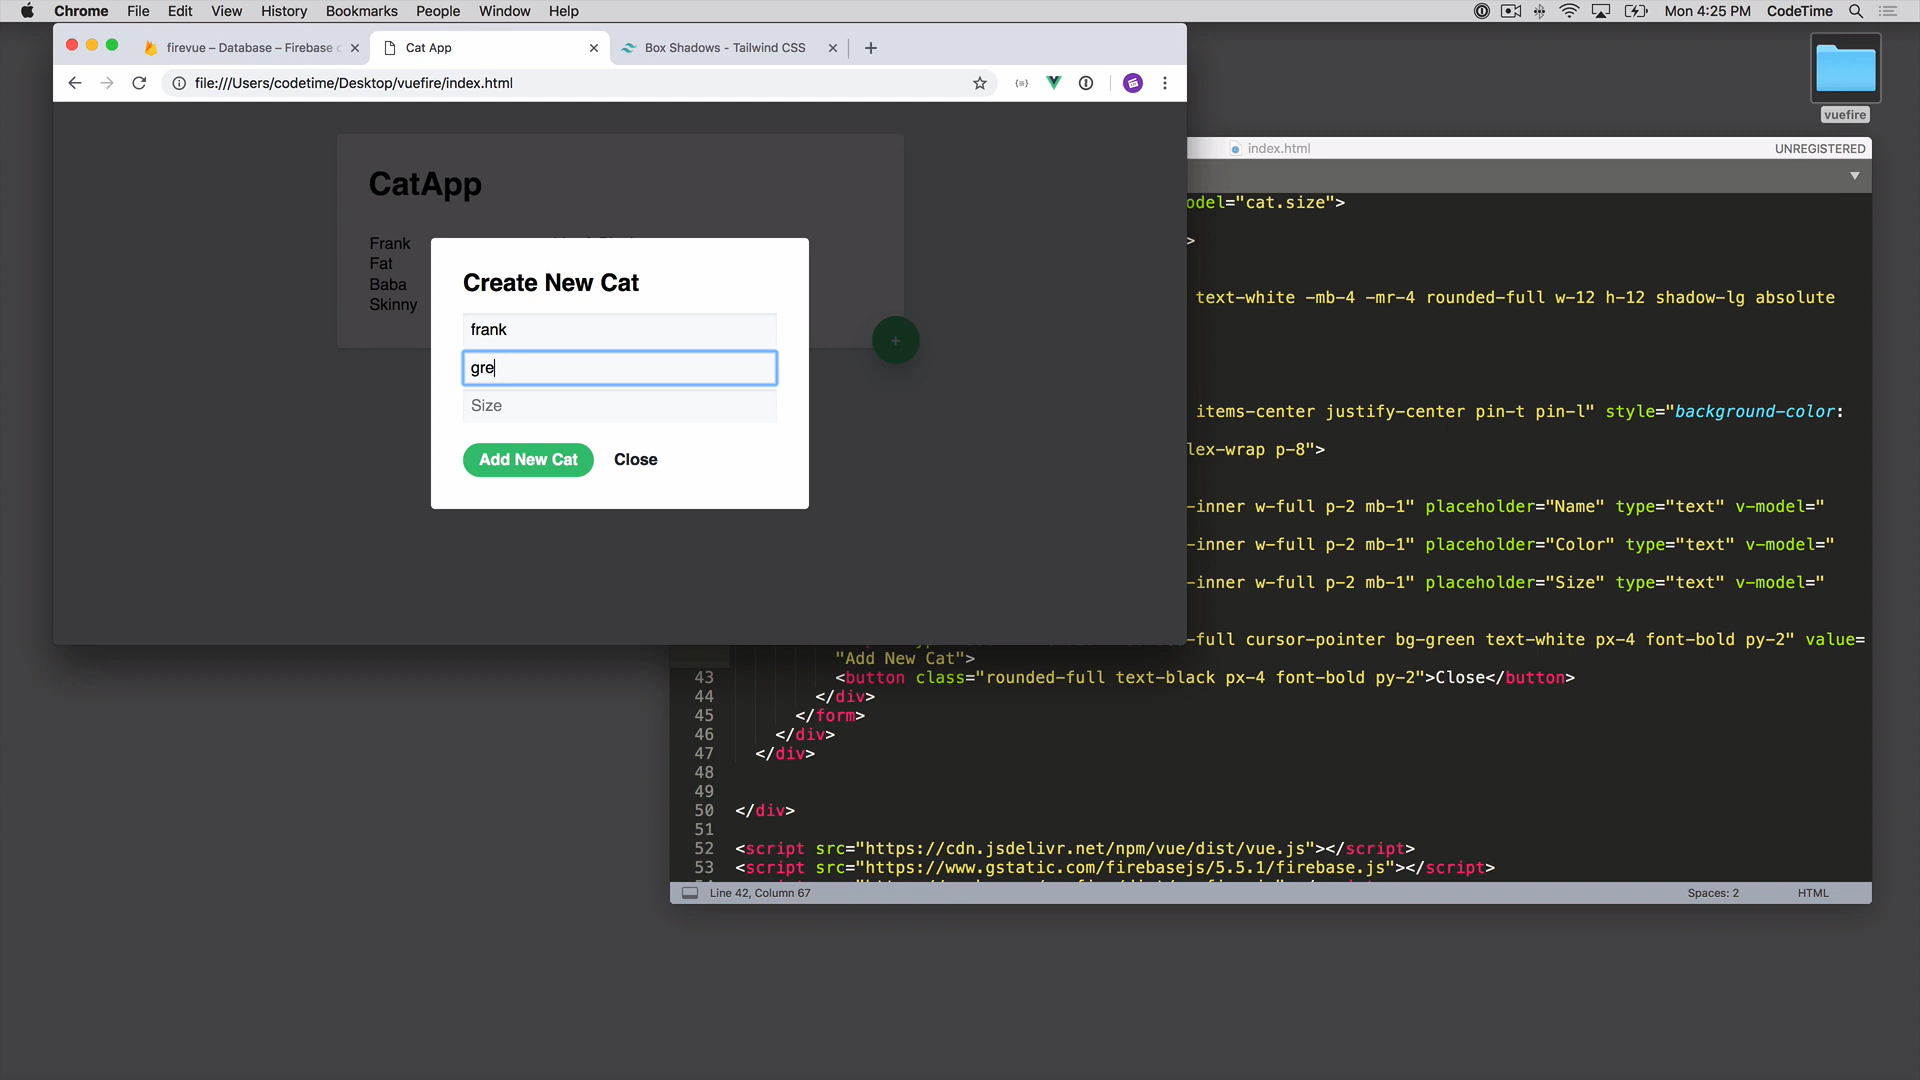 Chrome File Edit View History Bookmarks People Window Help Mon 4:25 PM CodeTime
firevue – Database – Firebase c
Cat App
Box Shadows - Tailwind CSS
file:///Users/codetime/Desktop/vuefire/index.html
vuefire
index.html UNREGISTERED
CatApp
Frank
Fat
Baba
Skinny
Create New Cat
frank
gre
Size
Add New Cat Close
+
odel="cat.size">
>
text-white -mb-4 -mr-4 rounded-full w-12 h-12 shadow-lg absolute
items-center justify-center pin-t pin-l" style="background-color:
lex-wrap p-8">
-inner w-full p-2 mb-1" placeholder="Name" type="text" v-model="
-inner w-full p-2 mb-1" placeholder="Color" type="text" v-model="
-inner w-full p-2 mb-1" placeholder="Size" type="text" v-model="
-full cursor-pointer bg-green text-white px-4 font-bold py-2" value=
"Add New Cat">
43 <button class="rounded-full text-black px-4 font-bold py-2">Close</button>
44 </div>
45 </form>
46 </div>
47 </div>
48
49
50 </div>
51
52 <script src="https://cdn.jsdelivr.net/npm/vue/dist/vue.js"></script>
53 <script src="https://www.gstatic.com/firebasejs/5.5.1/firebase.js"></script>
Line 42, Column 67 Spaces: 2 HTML